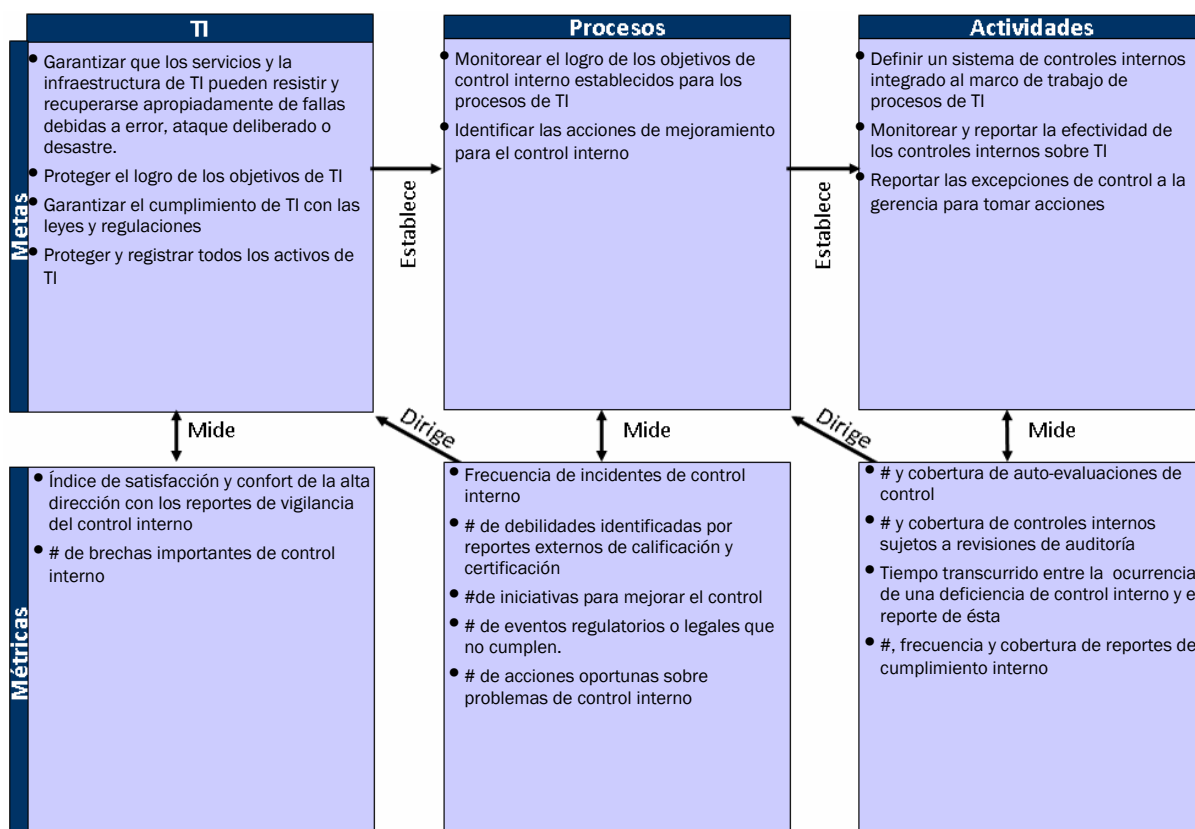 TI
Procesos
Actividades
Metas
• Garantizar que los servicios y la
infraestructura de TI pueden resistir y
recuperarse apropiadamente de fallas
debidas a error, ataque deliberado o
desastre.
• Proteger el logro de los objetivos de TI
• Garantizar el cumplimiento de TI con las
leyes y regulaciones
• Proteger y registrar todos los activos de
TI
Establece
• Monitorear el logro de los objetivos de
control interno establecidos para los
procesos de TI
• Identificar las acciones de mejoramiento
para el control interno
Establece
• Definir un sistema de controles internos
integrado al marco de trabajo de
procesos de TI
• Monitorear y reportar la efectividad de
los controles internos sobre TI
• Reportar las excepciones de control a la
gerencia para tomar acciones
Mide
Dirige
Mide
Dirige
Mide
Métricas
• Índice de satisfacción y confort de la alta
dirección con los reportes de vigilancia
del control interno
• # de brechas importantes de control
interno
• Frecuencia de incidentes de control
interno
• # de debilidades identificadas por
reportes externos de calificación y
certificación
• #de iniciativas para mejorar el control
• # de eventos regulatorios o legales que
no cumplen.
• # de acciones oportunas sobre
problemas de control interno
• # y cobertura de auto-evaluaciones de
control
• # y cobertura de controles internos
sujetos a revisiones de auditoría
• Tiempo transcurrido entre la ocurrencia
de una deficiencia de control interno y e
reporte de ésta
• #, frecuencia y cobertura de reportes de
cumplimiento interno